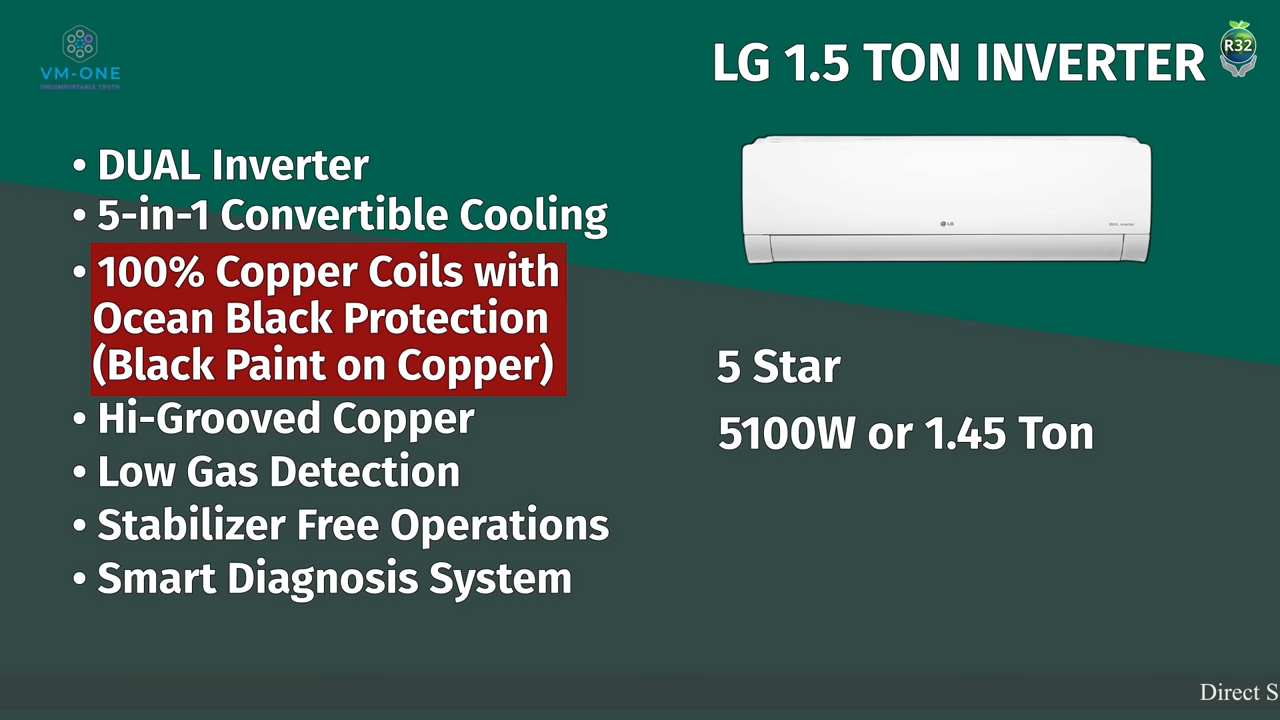 VM-ONE
UNCOMFORTABLE TRUTH
LG 1.5 TON INVERTER
R32
• DUAL Inverter
• 5-in-1 Convertible Cooling
• 100% Copper Coils with
Ocean Black Protection
(Black Paint on Copper)
• Hi-Grooved Copper
• Low Gas Detection
• Stabilizer Free Operations
• Smart Diagnosis System
LG
DUAL Inverter
5 Star
5100W or 1.45 Ton
Direct S